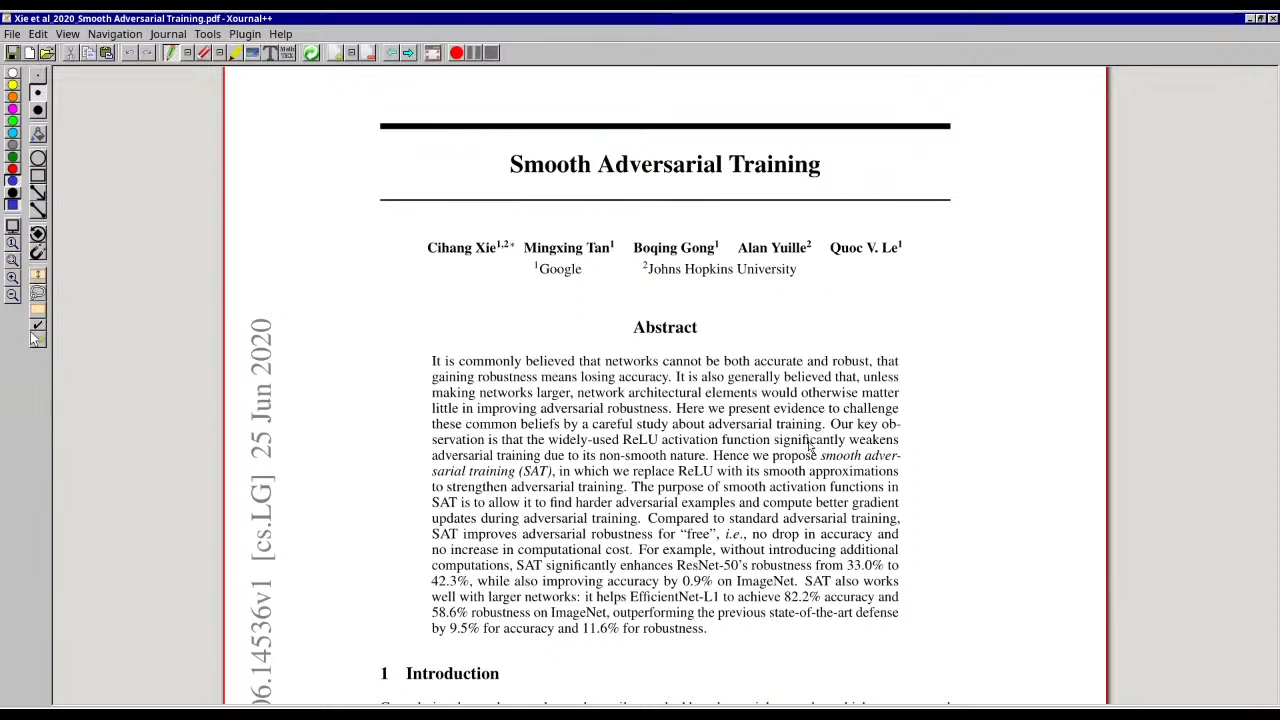 Xie et al_2020_Smooth Adversarial Training.pdf - Xournal++
File Edit View Navigation Journal Tools Plugin Help
Smooth Adversarial Training
Cihang Xie1,2* Mingxing Tan1 Boqing Gong1 Alan Yuille2 Quoc V. Le1
1Google 2Johns Hopkins University
Abstract
It is commonly believed that networks cannot be both accurate and robust, that
gaining robustness means losing accuracy. It is also generally believed that, unless
making networks larger, network architectural elements would otherwise matter
little in improving adversarial robustness. Here we present evidence to challenge
these common beliefs by a careful study about adversarial training. Our key ob-
servation is that the widely-used ReLU activation function significantly weakens
adversarial training due to its non-smooth nature. Hence we propose smooth adver-
sarial training (SAT), in which we replace ReLU with its smooth approximations
to strengthen adversarial training. The purpose of smooth activation functions in
SAT is to allow it to find harder adversarial examples and compute better gradient
updates during adversarial training. Compared to standard adversarial training,
SAT improves adversarial robustness for “free”, i.e., no drop in accuracy and
no increase in computational cost. For example, without introducing additional
computations, SAT significantly enhances ResNet-50’s robustness from 33.0% to
42.3%, while also improving accuracy by 0.9% on ImageNet. SAT also works
well with larger networks: it helps EfficientNet-L1 to achieve 82.2% accuracy and
58.6% robustness on ImageNet, outperforming the previous state-of-the-art defense
by 9.5% for accuracy and 11.6% for robustness.
1 Introduction
06.14536v1 [cs.LG] 25 Jun 2020